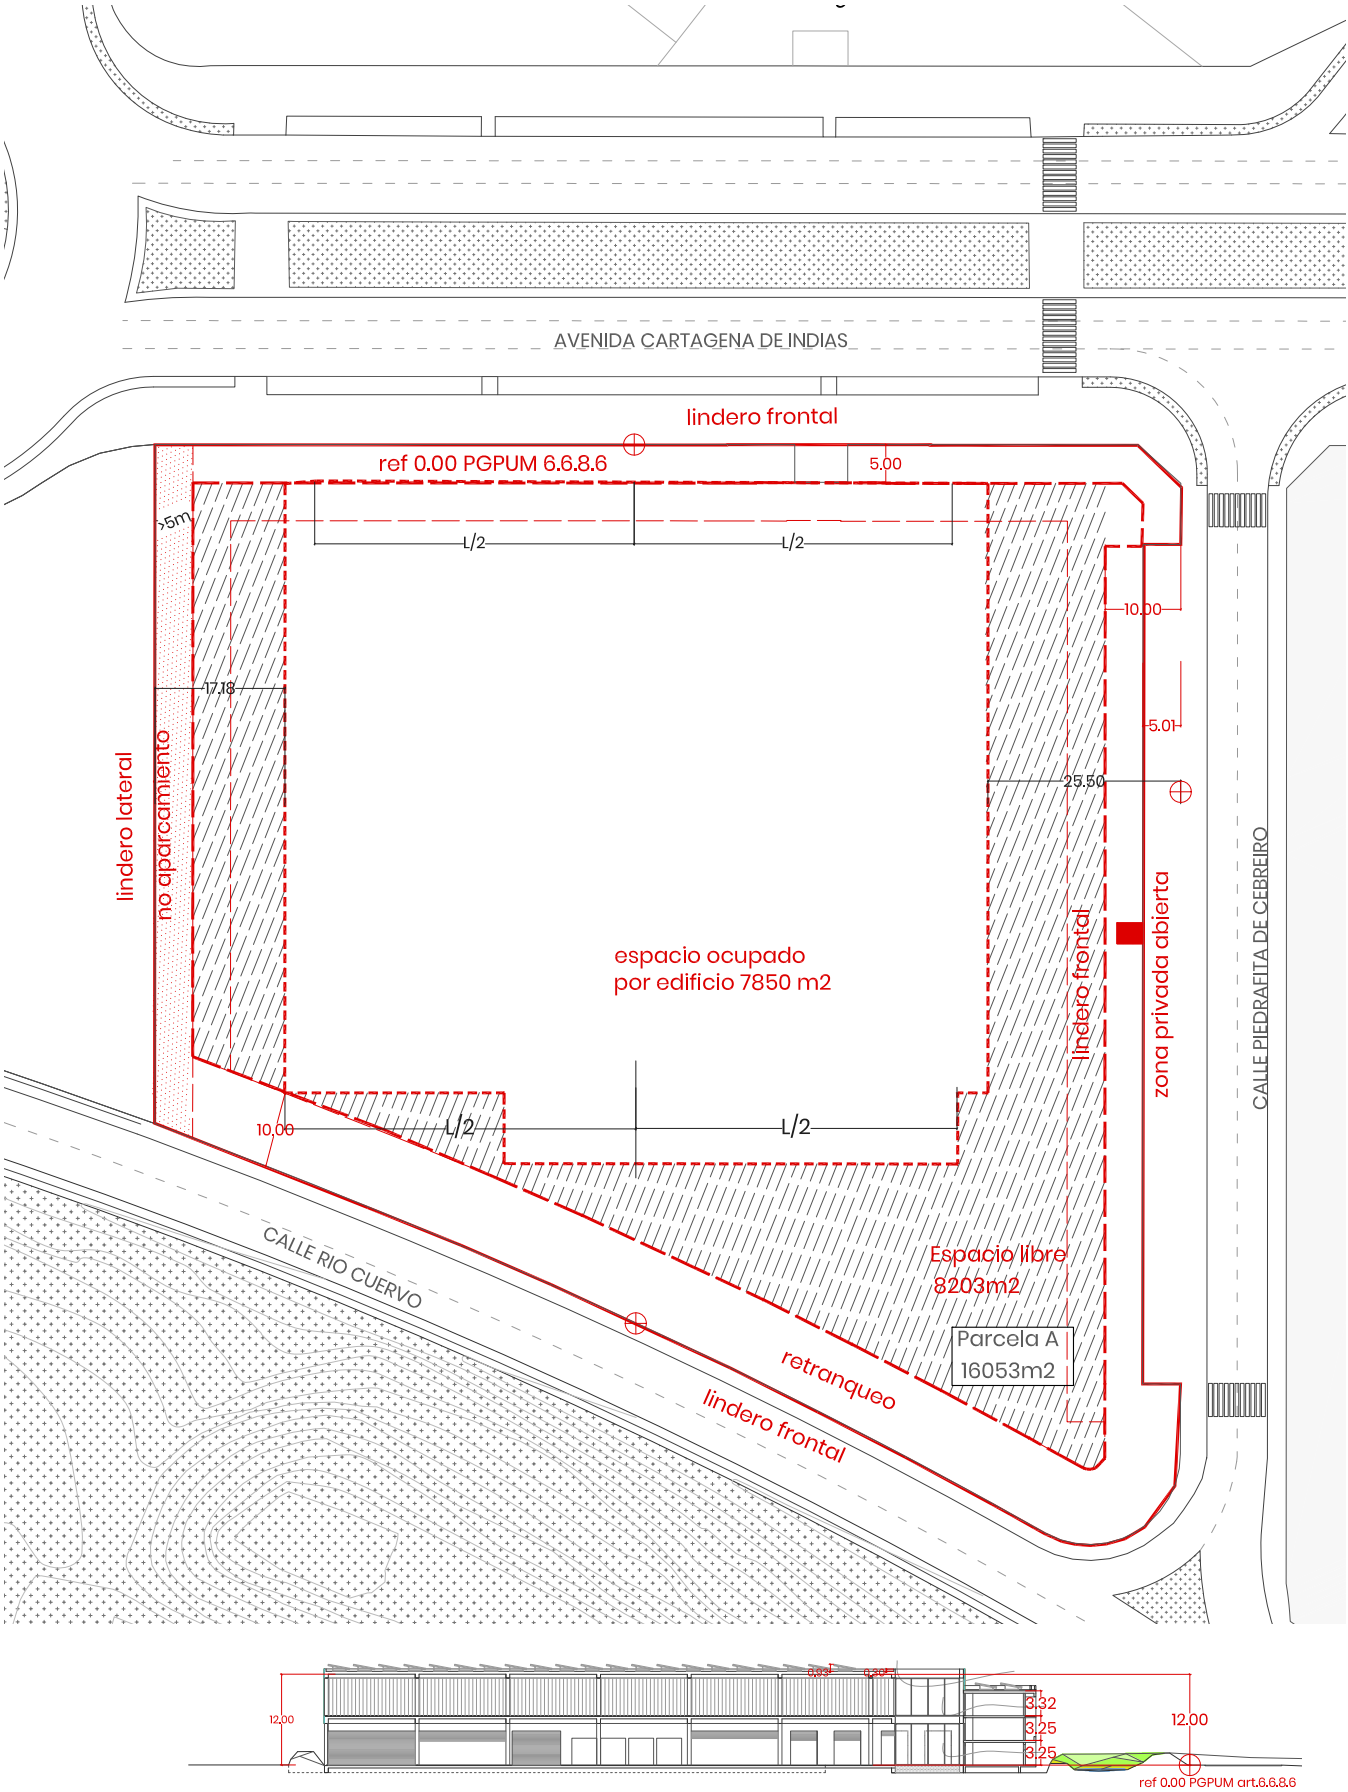 AVENIDA CARTAGENA DE INDIAS
lindero frontal
ref 0.00 PGPUM 6.6.8.6
5.00
>5m
L/2
L/2
10.00
17.18
5.01
25.50
lindero lateral
no aparcamiento
lindero frontal
zona privada abierta
CALLE PIEDRAFITA DE CEBREIRO
espacio ocupado
por edificio 7850 m2
10.00
L/2
L/2
CALLE RIO CUERVO
Espacio libre
8203m2
Parcela A
16053m2
retranqueo
lindero frontal
0.93
0.80
12.00
3.32
3.25
3.25
12.00
ref 0.00 PGPUM art.6.6.8.6